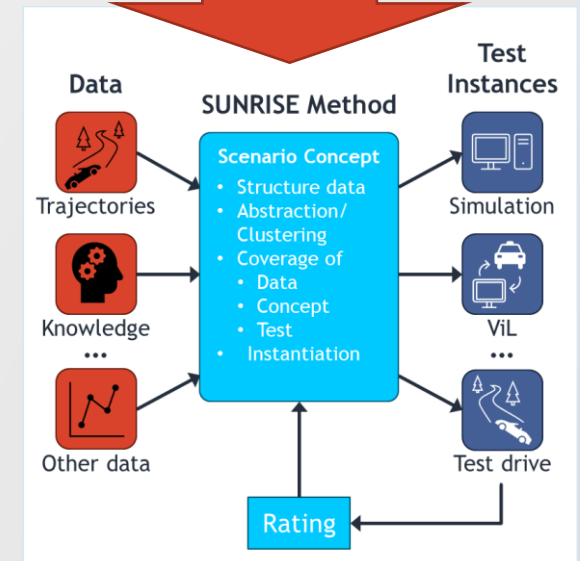 Data
Trajectories
Knowledge
...
Other data
SUNRISE Method
Scenario Concept
• Structure data
• Abstraction/
Clustering
• Coverage of
• Data
• Concept
• Test
• Instantiation
Test
Instances
Simulation
ViL
...
Test drive
Rating